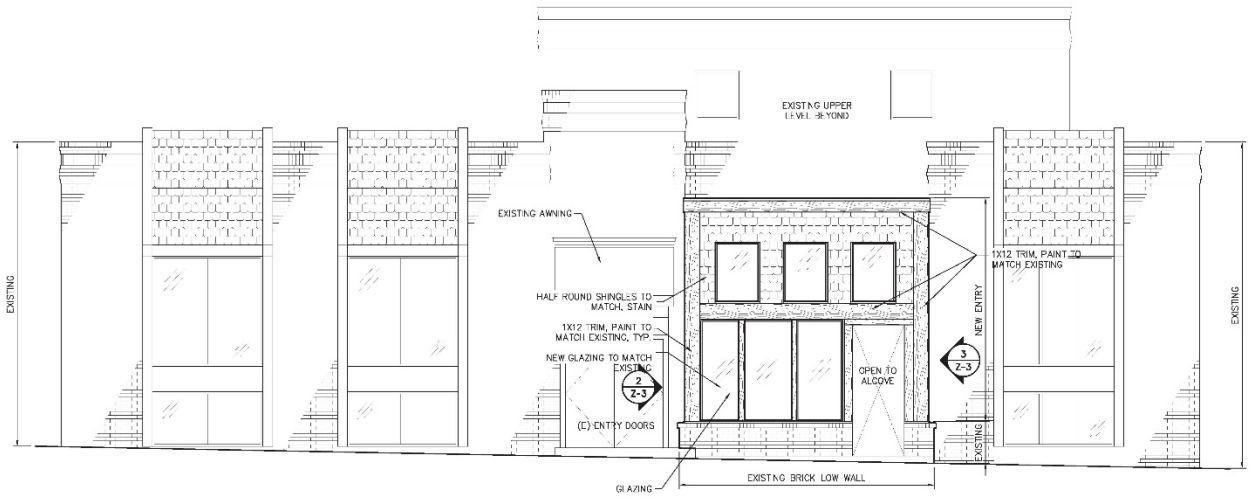 EXISTING UPPER
LEVEL BEYOND
EXISTING AWNING
1X12 TRIM, PAINT TO
MATCH EXISTING
HALF ROUND SHINGLES TO
MATCH, STAIN
1X12 TRIM, PAINT TO
MATCH EXISTING, TYP.
NEW GLAZING TO MATCH
EXISTING
2
Z-3
3
Z-3
OPEN TO
ALCOVE
(E) ENTRY DOORS
EXISTING BRICK LOW WALL
GLAZING
EXISTING
NEW ENTRY
EXISTING
EXISTING